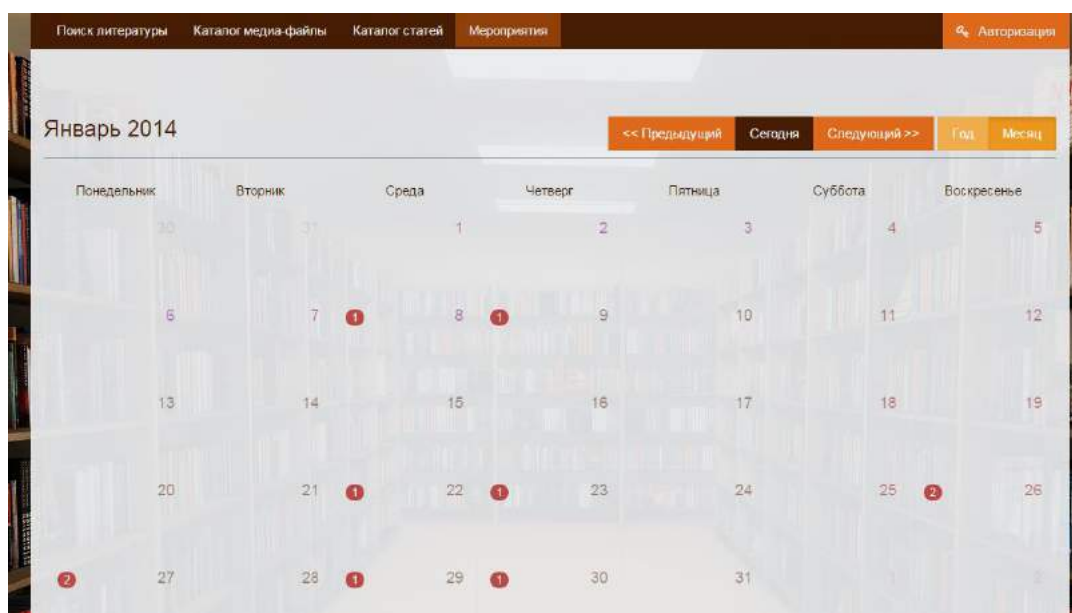 Поиск литературы Каталог медиа-файлы Каталог статей Мероприятия Авторизация
Январь 2014 << Предыдущий Сегодня Следующий >> Год Месяц
Понедельник Вторник Среда Четверг Пятница Суббота Воскресенье
30 31 1 2 3 4 5
6 7 1 8 1 9 10 11 12
13 14 15 16 17 18 19
20 21 1 22 1 23 24 25 2 26
2 27 28 1 29 1 30 31 1 2